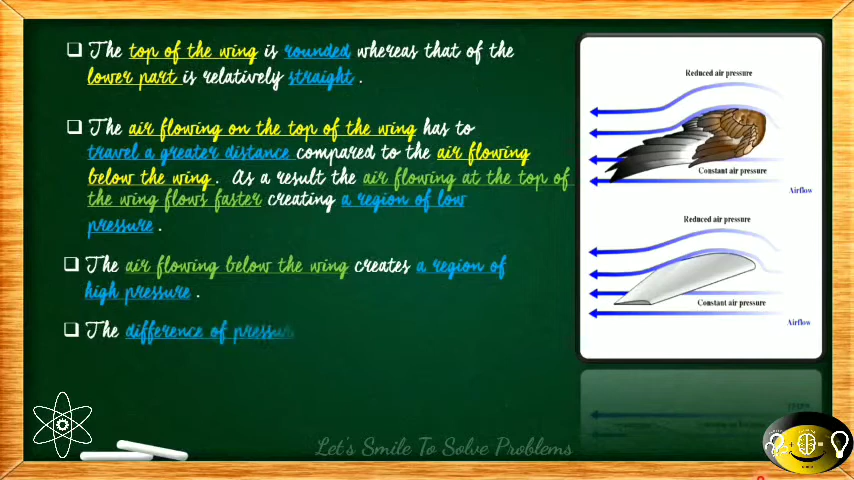 The top of the wing is rounded whereas that of the
lower part is relatively straight.
The air flowing on the top of the wing has to
travel a greater distance compared to the air flowing
below the wing. As a result the air flowing at the top of
the wing flows faster creating a region of low
pressure.
The air flowing below the wing creates a region of
high pressure.
The difference of pressur
Reduced air pressure
Constant air pressure
Airflow
Reduced air pressure
Constant air pressure
Airflow
Let's Smile To Solve Problems